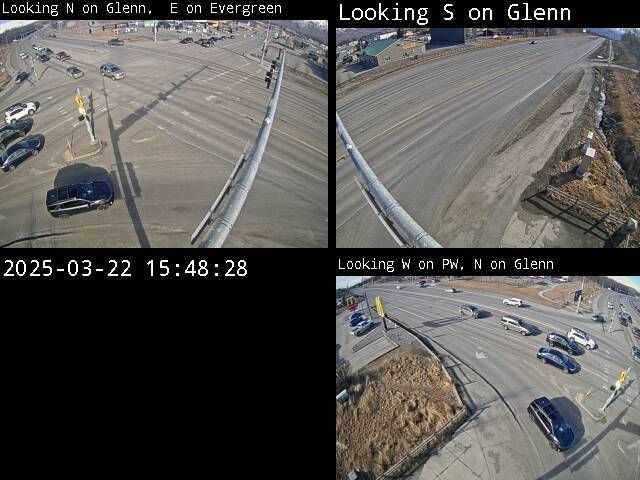 Looking N on Glenn,  E on Evergreen
Looking S on Glenn
2025-03-22 15:48:28
Looking W on PW, N on Glenn